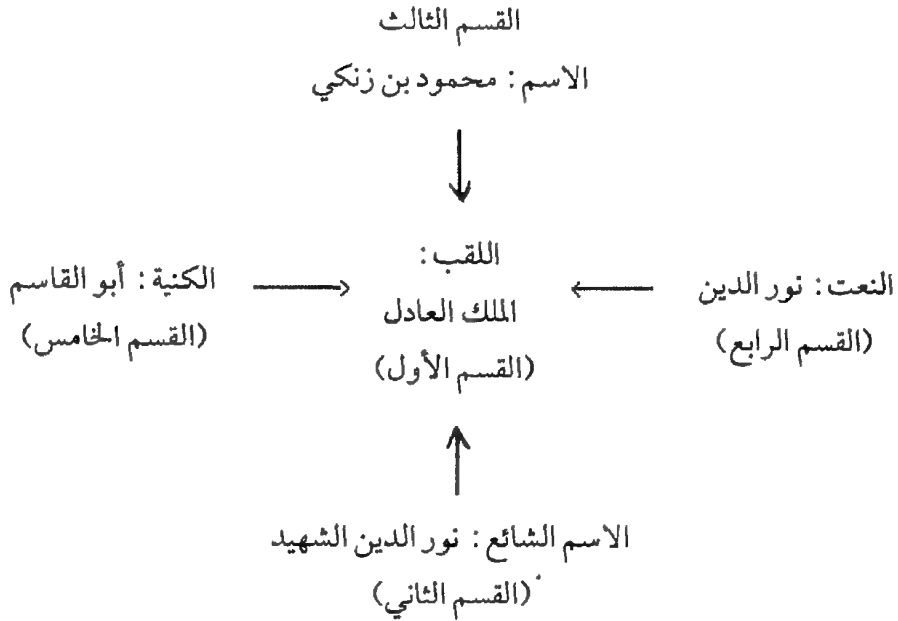 القسم الثالث
الاسم: محمود بن زنكي
النعت: نور الدين
(القسم الرابع)
اللقب:
الملك العادل
(القسم الأول)
الكنية: أبو القاسم
(القسم الخامس)
الاسم الشائع: نور الدين الشهيد
(القسم الثاني)